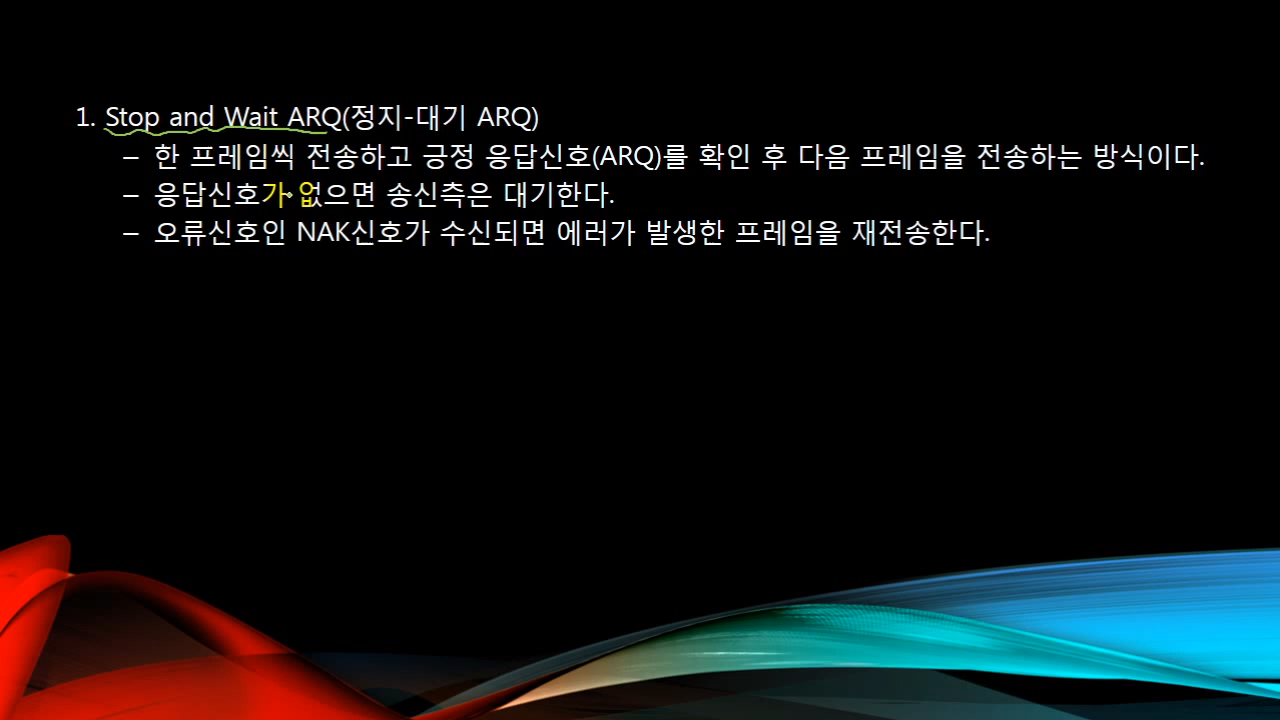 1. Stop and Wait ARQ(정지-대기 ARQ)
– 한 프레임씩 전송하고 긍정 응답신호(ARQ)를 확인 후 다음 프레임을 전송하는 방식이다.
– 응답신호가 없으면 송신측은 대기한다.
– 오류신호인 NAK신호가 수신되면 에러가 발생한 프레임을 재전송한다.